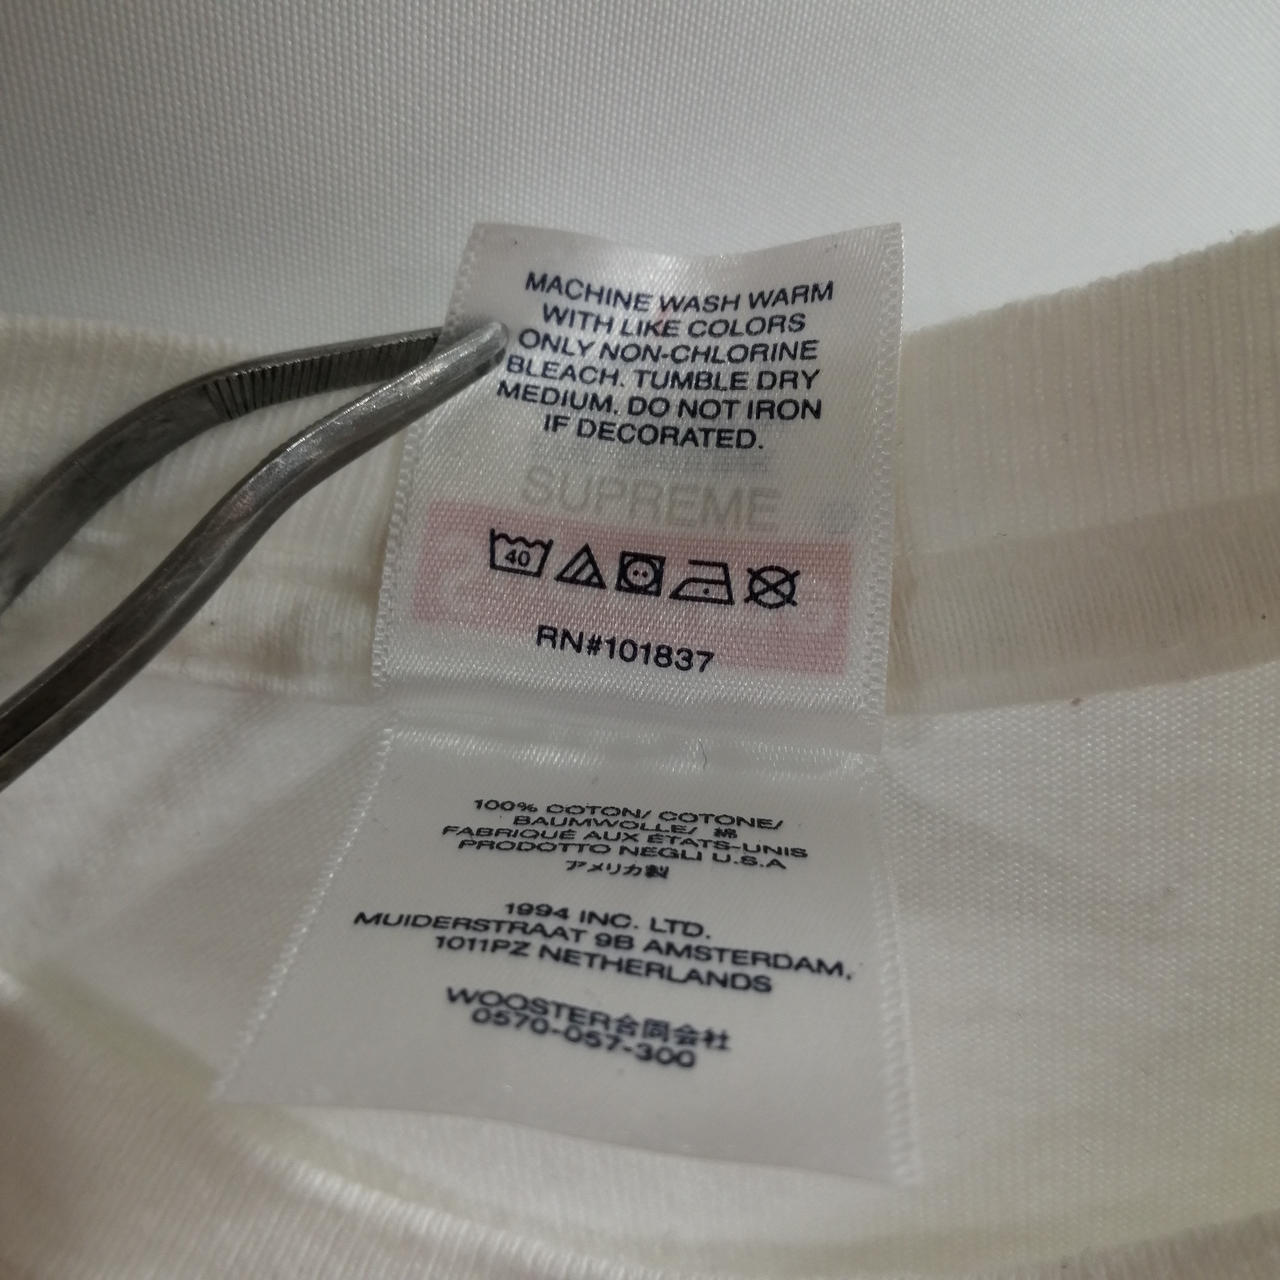 MACHINE WASH WARM
WITH LIKE COLORS
ONLY NON-CHLORINE
BLEACH. TUMBLE DRY
MEDIUM. DO NOT IRON
IF DECORATED.
SUPREME
40
RN#101837
100% COTON/ COTONE/
BAUMWOLLE/ 綿
FABRIQUÉ AUX ÉTATS-UNIS
PRODOTTO NEGLI U.S.A
アメリカ製
1994 INC. LTD.
MUIDERSTRAAT 9B AMSTERDAM,
1011PZ NETHERLANDS
WOOSTER合同会社
0570-057-300